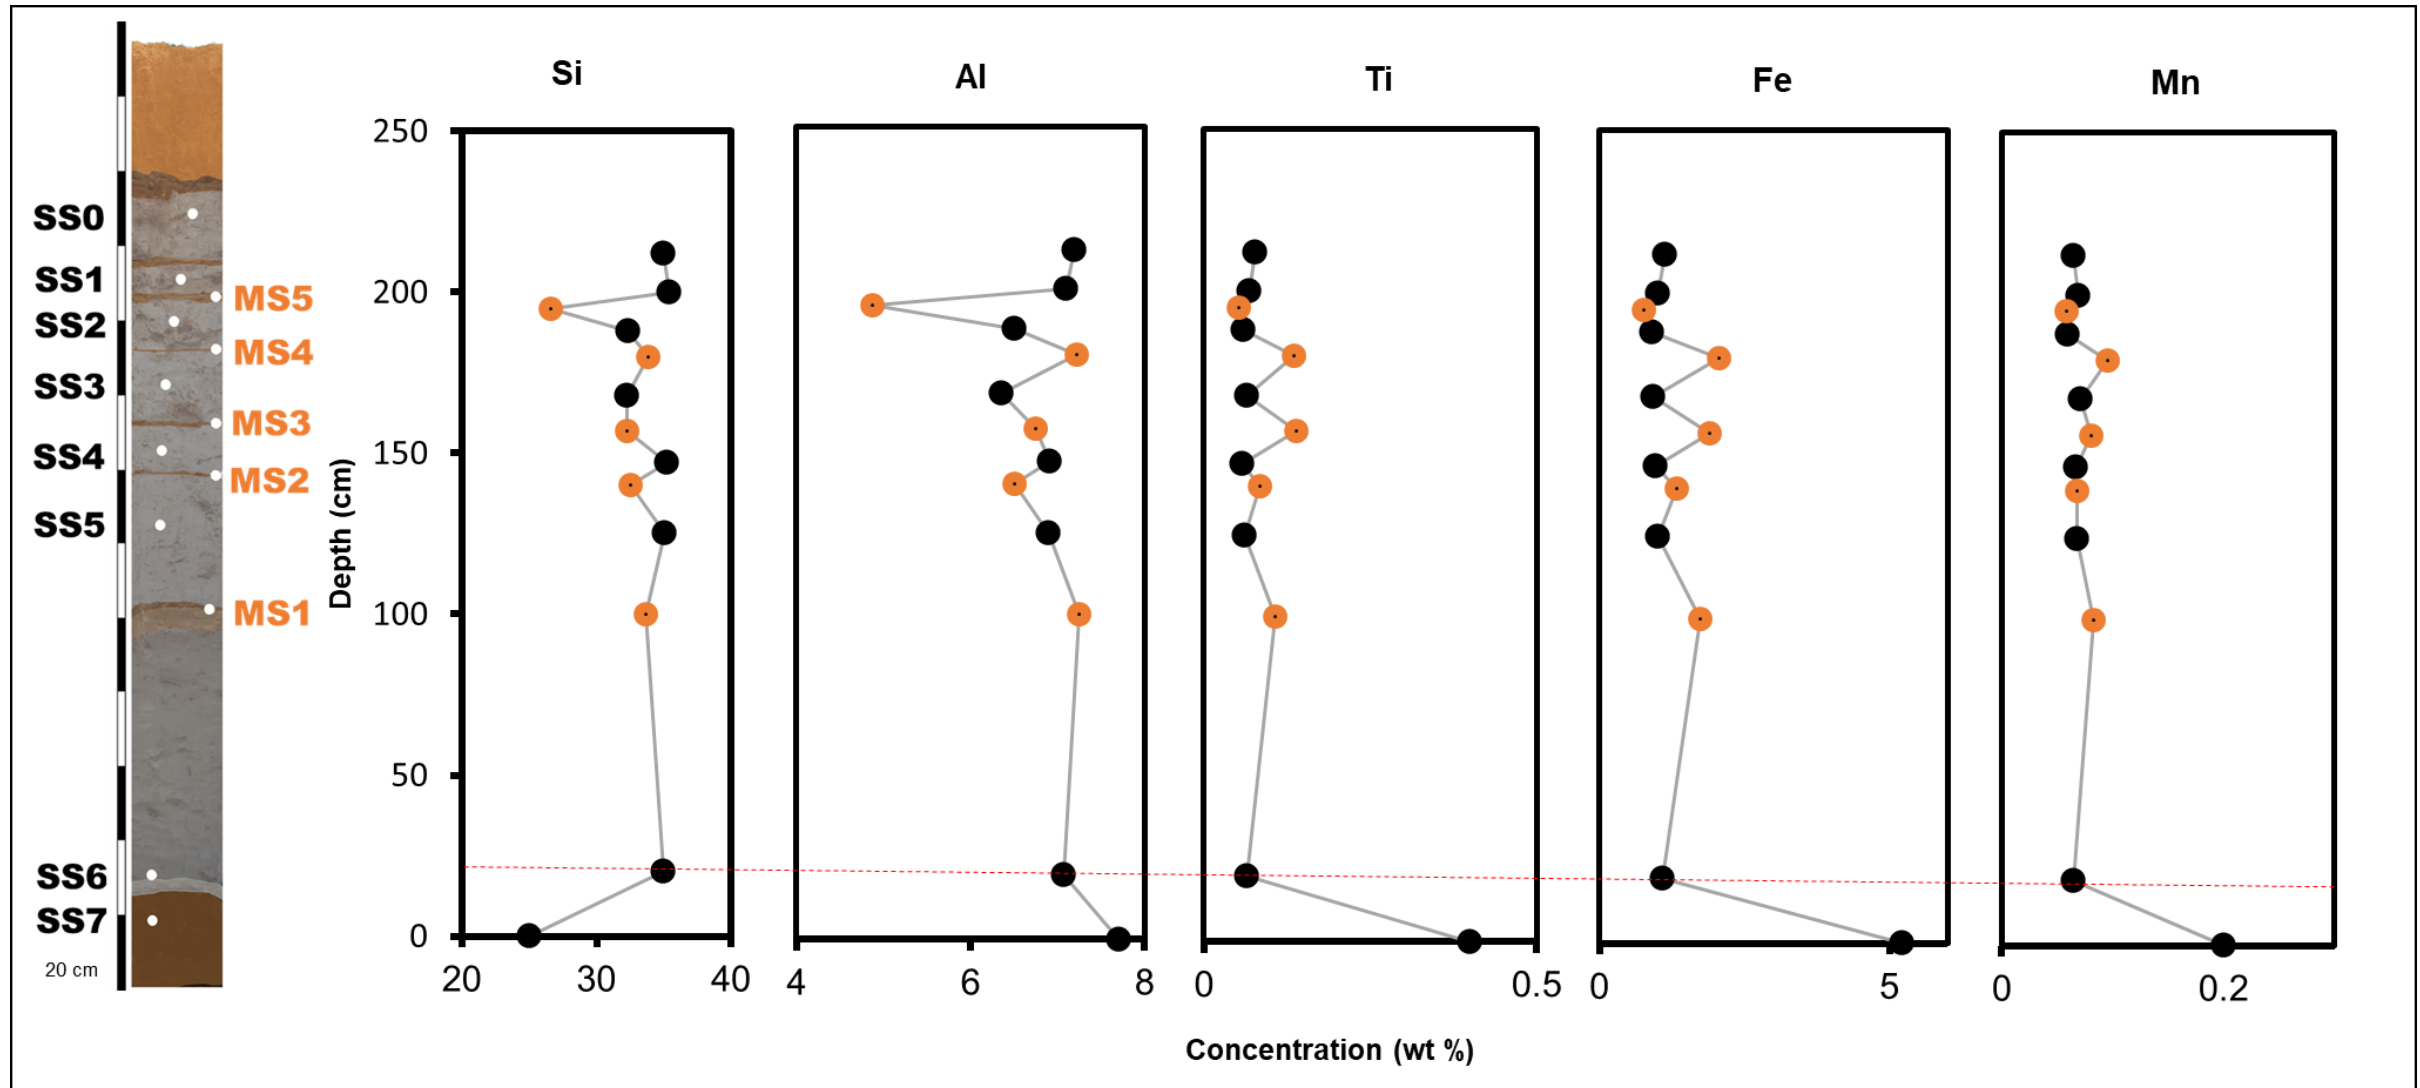 Si Al Ti Fe Mn
250
SS0
SS1
MS5
200
SS2
MS4
SS3
MS3
150
SS4
MS2
SS5
Depth (cm)
MS1
100
50
SS6
SS7
0
20 cm
20 30 40 4 6 8 0 0.5 0 5 0 0.2
Concentration (wt %)